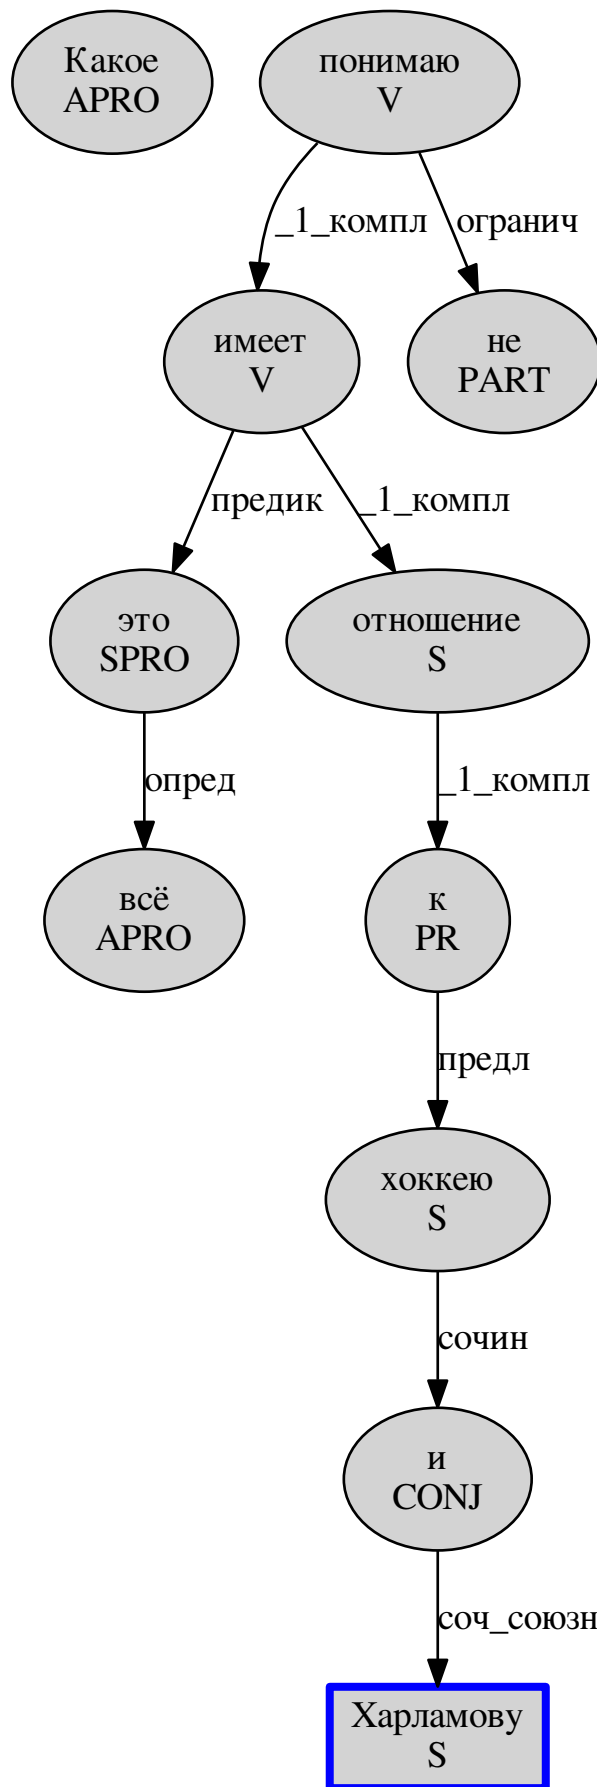 Какое
APRO
понимаю
V
_1_компл
огранич
имеет
V
не
PART
предик
_1_компл
это
SPRO
отношение
S
опред
_1_компл
всё
APRO
к
PR
предл
хоккею
S
сочин
и
CONJ
соч_союзн
Харламову
S